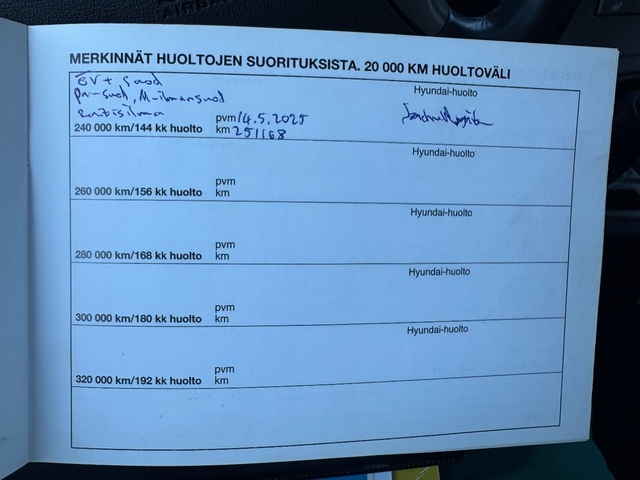 MERKINNÄT HUOLTOJEN SUORITUKSISTA. 20 000 KM HUOLTOVÄLI
ÖV+ Suod
Hyundai-huolto
pa-suod, M-ilmansuod
pvm 14.5.2025
240 000 km/144 kk huolto km 251168
Hyundai-huolto
pvm
260 000 km/156 kk huolto km
Hyundai-huolto
pvm
280 000 km/168 kk huolto km
Hyundai-huolto
pvm
300 000 km/180 kk huolto km
Hyundai-huolto
pvm
320 000 km/192 kk huolto km